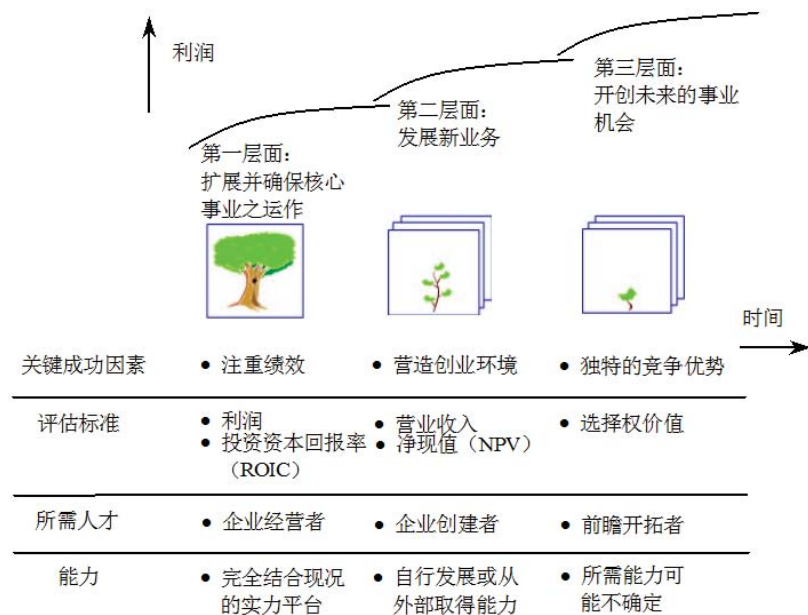 利润
第一层面：
扩展并确保核心
事业之运作
第二层面：
发展新业务
第三层面：
开创未来的事业
机会
时间
关键成功因素
● 注重绩效
● 营造创业环境
● 独特的竞争优势
评估标准
● 利润
● 投资资本回报率
（ROIC）
● 营业收入
● 净现值（NPV）
● 选择权价值
所需人才
● 企业经营者
● 企业创建者
● 前瞻开拓者
能力
● 完全结合现况
的实力平台
● 自行发展或从
外部取得能力
● 所需能力可
能不确定